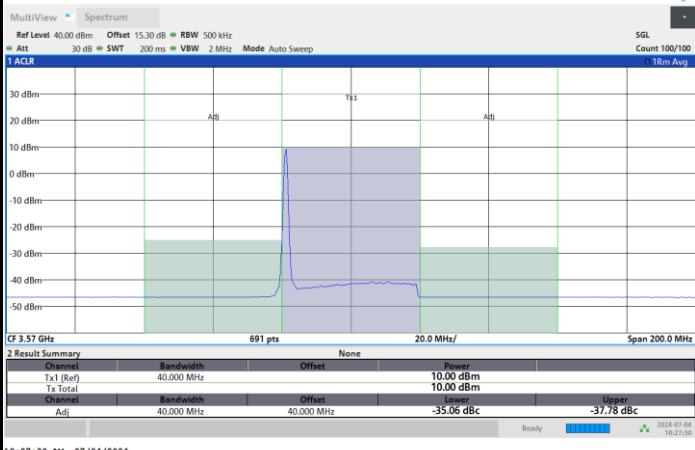 MultiView Spectrum
Ref Level 40.00 dBm Offset 15.30 dB RBW 500 kHz SGL
Att 30 dB SWT 200 ms VBW 2 MHz Mode Auto Sweep Count 100/100
1 ACLR 1Rm Avg
30 dBm
Tx1
20 dBm
Adj Adj
10 dBm
0 dBm
-10 dBm
-20 dBm
-30 dBm
-40 dBm
-50 dBm
CF 3.57 GHz 691 pts 20.0 MHz/ Span 200.0 MHz
2 Result Summary None
Channel Bandwidth Offset Power
Tx1 (Ref) 40.000 MHz 10.00 dBm
Tx Total 10.00 dBm
Channel Bandwidth Offset Lower Upper
Adj 40.000 MHz 40.000 MHz -35.06 dBc -37.78 dBc
Ready 2024-07-08
10:27:30